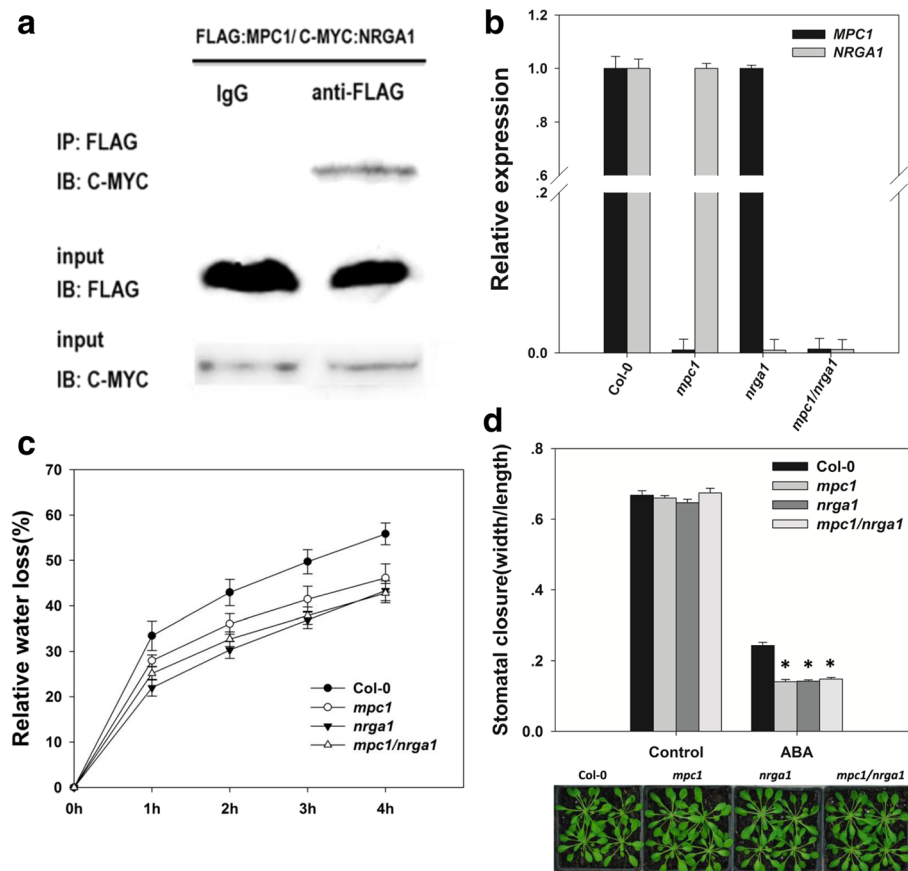 a
FLAG:MPC1/ C-MYC:NRGA1
IgG anti-FLAG
IP: FLAG
IB: C-MYC
input
IB: FLAG
input
IB: C-MYC
b
Relative expression
1.2
1.0
.8
.6
.2
0.0
MPC1
NRGA1
Col-0 mpc1 nrga1 mpc1/nrga1
c
Relative water loss(%)
70
60
50
40
30
20
10
0
Col-0
mpc1
nrga1
mpc1/nrga1
0h 1h 2h 3h 4h
d
Stomatal closure(width/length)
.8
.6
.4
.2
0.0
Col-0
mpc1
nrga1
mpc1/nrga1
* * *
Control ABA
Col-0 mpc1 nrga1 mpc1/nrga1